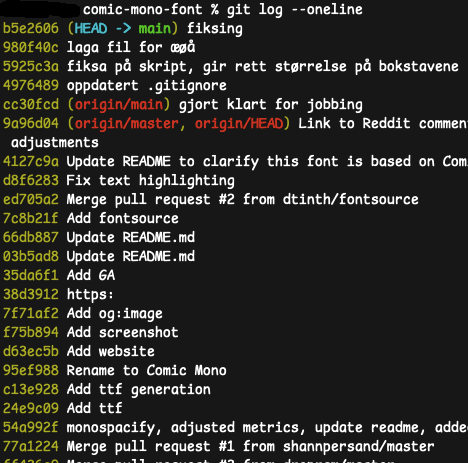 comic-mono-font % git log --oneline
b5e2606 (HEAD -> main) fiksing
980f40c laga fil for æøå
5925c3a fiksa på skript, gir rett størrelse på bokstavene
4976489 oppdatert .gitignore
cc30fcd (origin/main) gjort klart for jobbing
9a96d04 (origin/master, origin/HEAD) Link to Reddit commen
adjustments
4127c9a Update README to clarify this font is based on Com
d8f6283 Fix text highlighting
ed705a2 Merge pull request #2 from dtinth/fontsource
7c8b21f Add fontsource
66db887 Update README.md
03b5ad8 Update README.md
35da6f1 Add GA
38d3912 https:
7f71af2 Add og:image
f75b894 Add screenshot
d63ec5b Add website
95ef988 Rename to Comic Mono
c13e928 Add ttf generation
24e9c09 Add ttf
54a992f monospacify, adjusted metrics, update readme, adde
77a1224 Merge pull request #1 from shannpersand/master